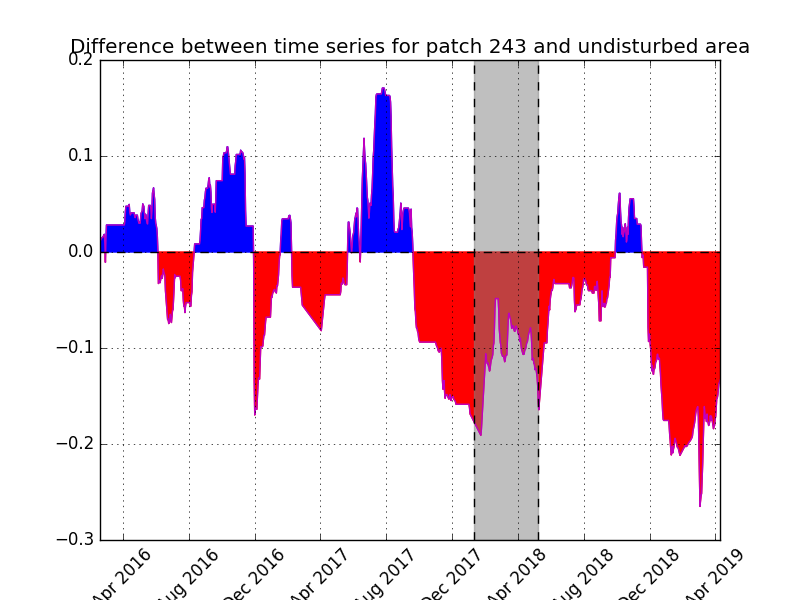 Difference between time series for patch 243 and undisturbed area
0.2
0.1
0.0
−0.1
−0.2
−0.3
Apr 2016
Aug 2016
Dec 2016
Apr 2017
Aug 2017
Dec 2017
Apr 2018
Aug 2018
Dec 2018
Apr 2019